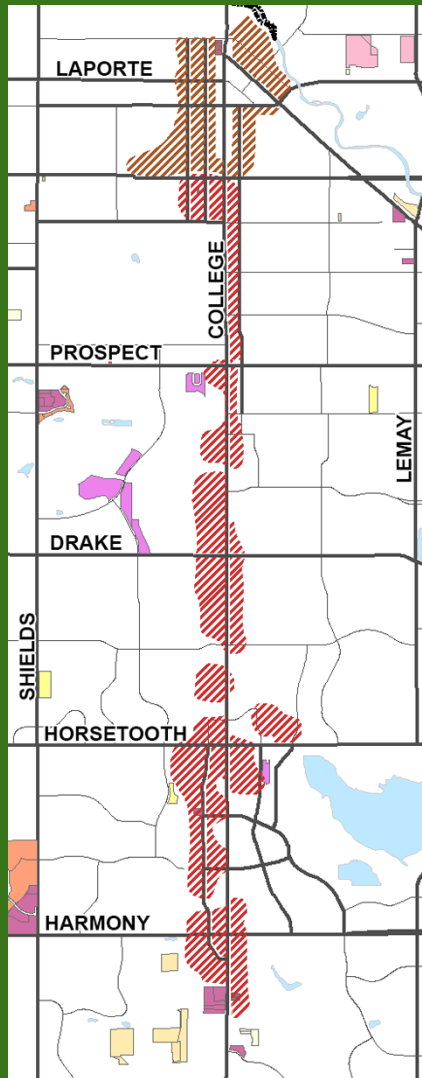 LAPORTE
COLLEGE
PROSPECT
LEMAY
DRAKE
SHIELDS
HORSETOOTH
HARMONY